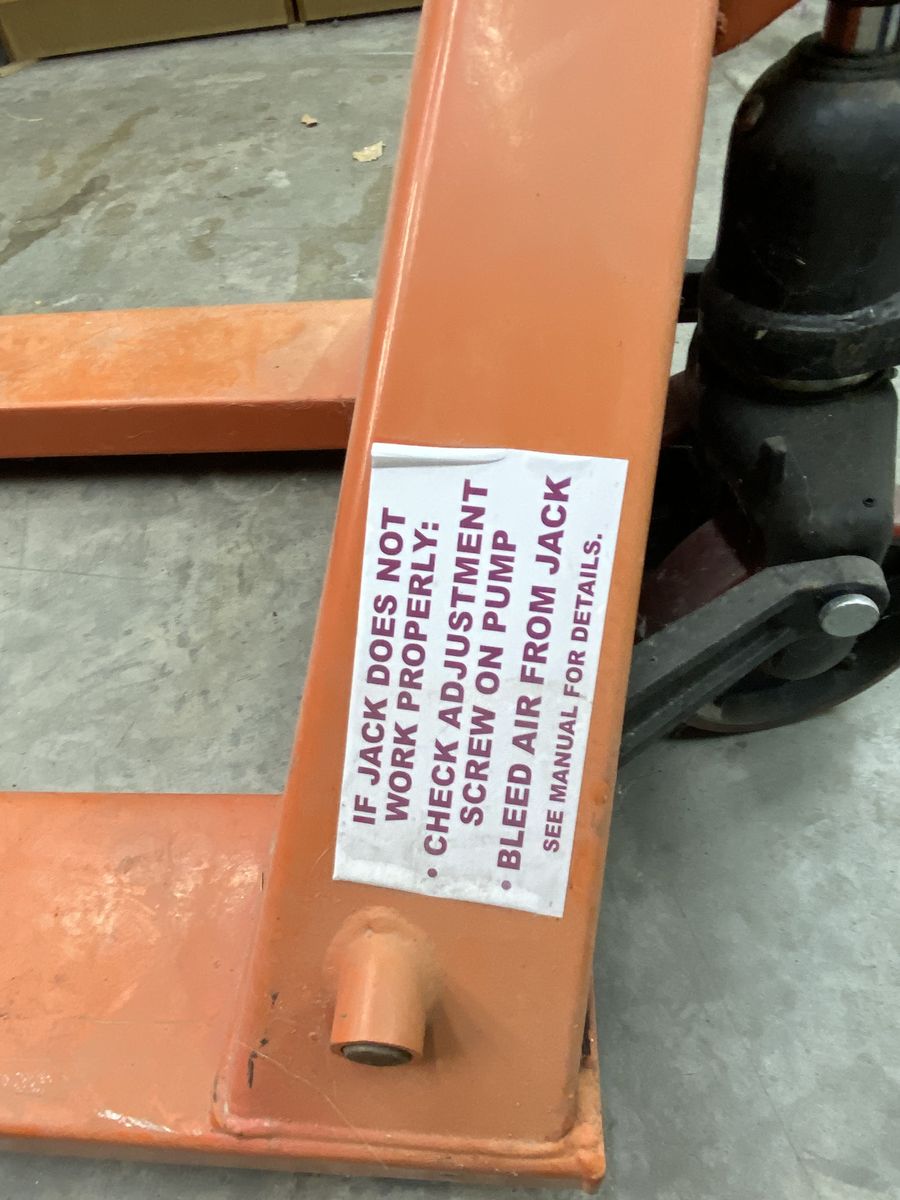 IF JACK DOES NOT
WORK PROPERLY:
• CHECK ADJUSTMENT
SCREW ON PUMP
• BLEED AIR FROM JACK
SEE MANUAL FOR DETAILS.